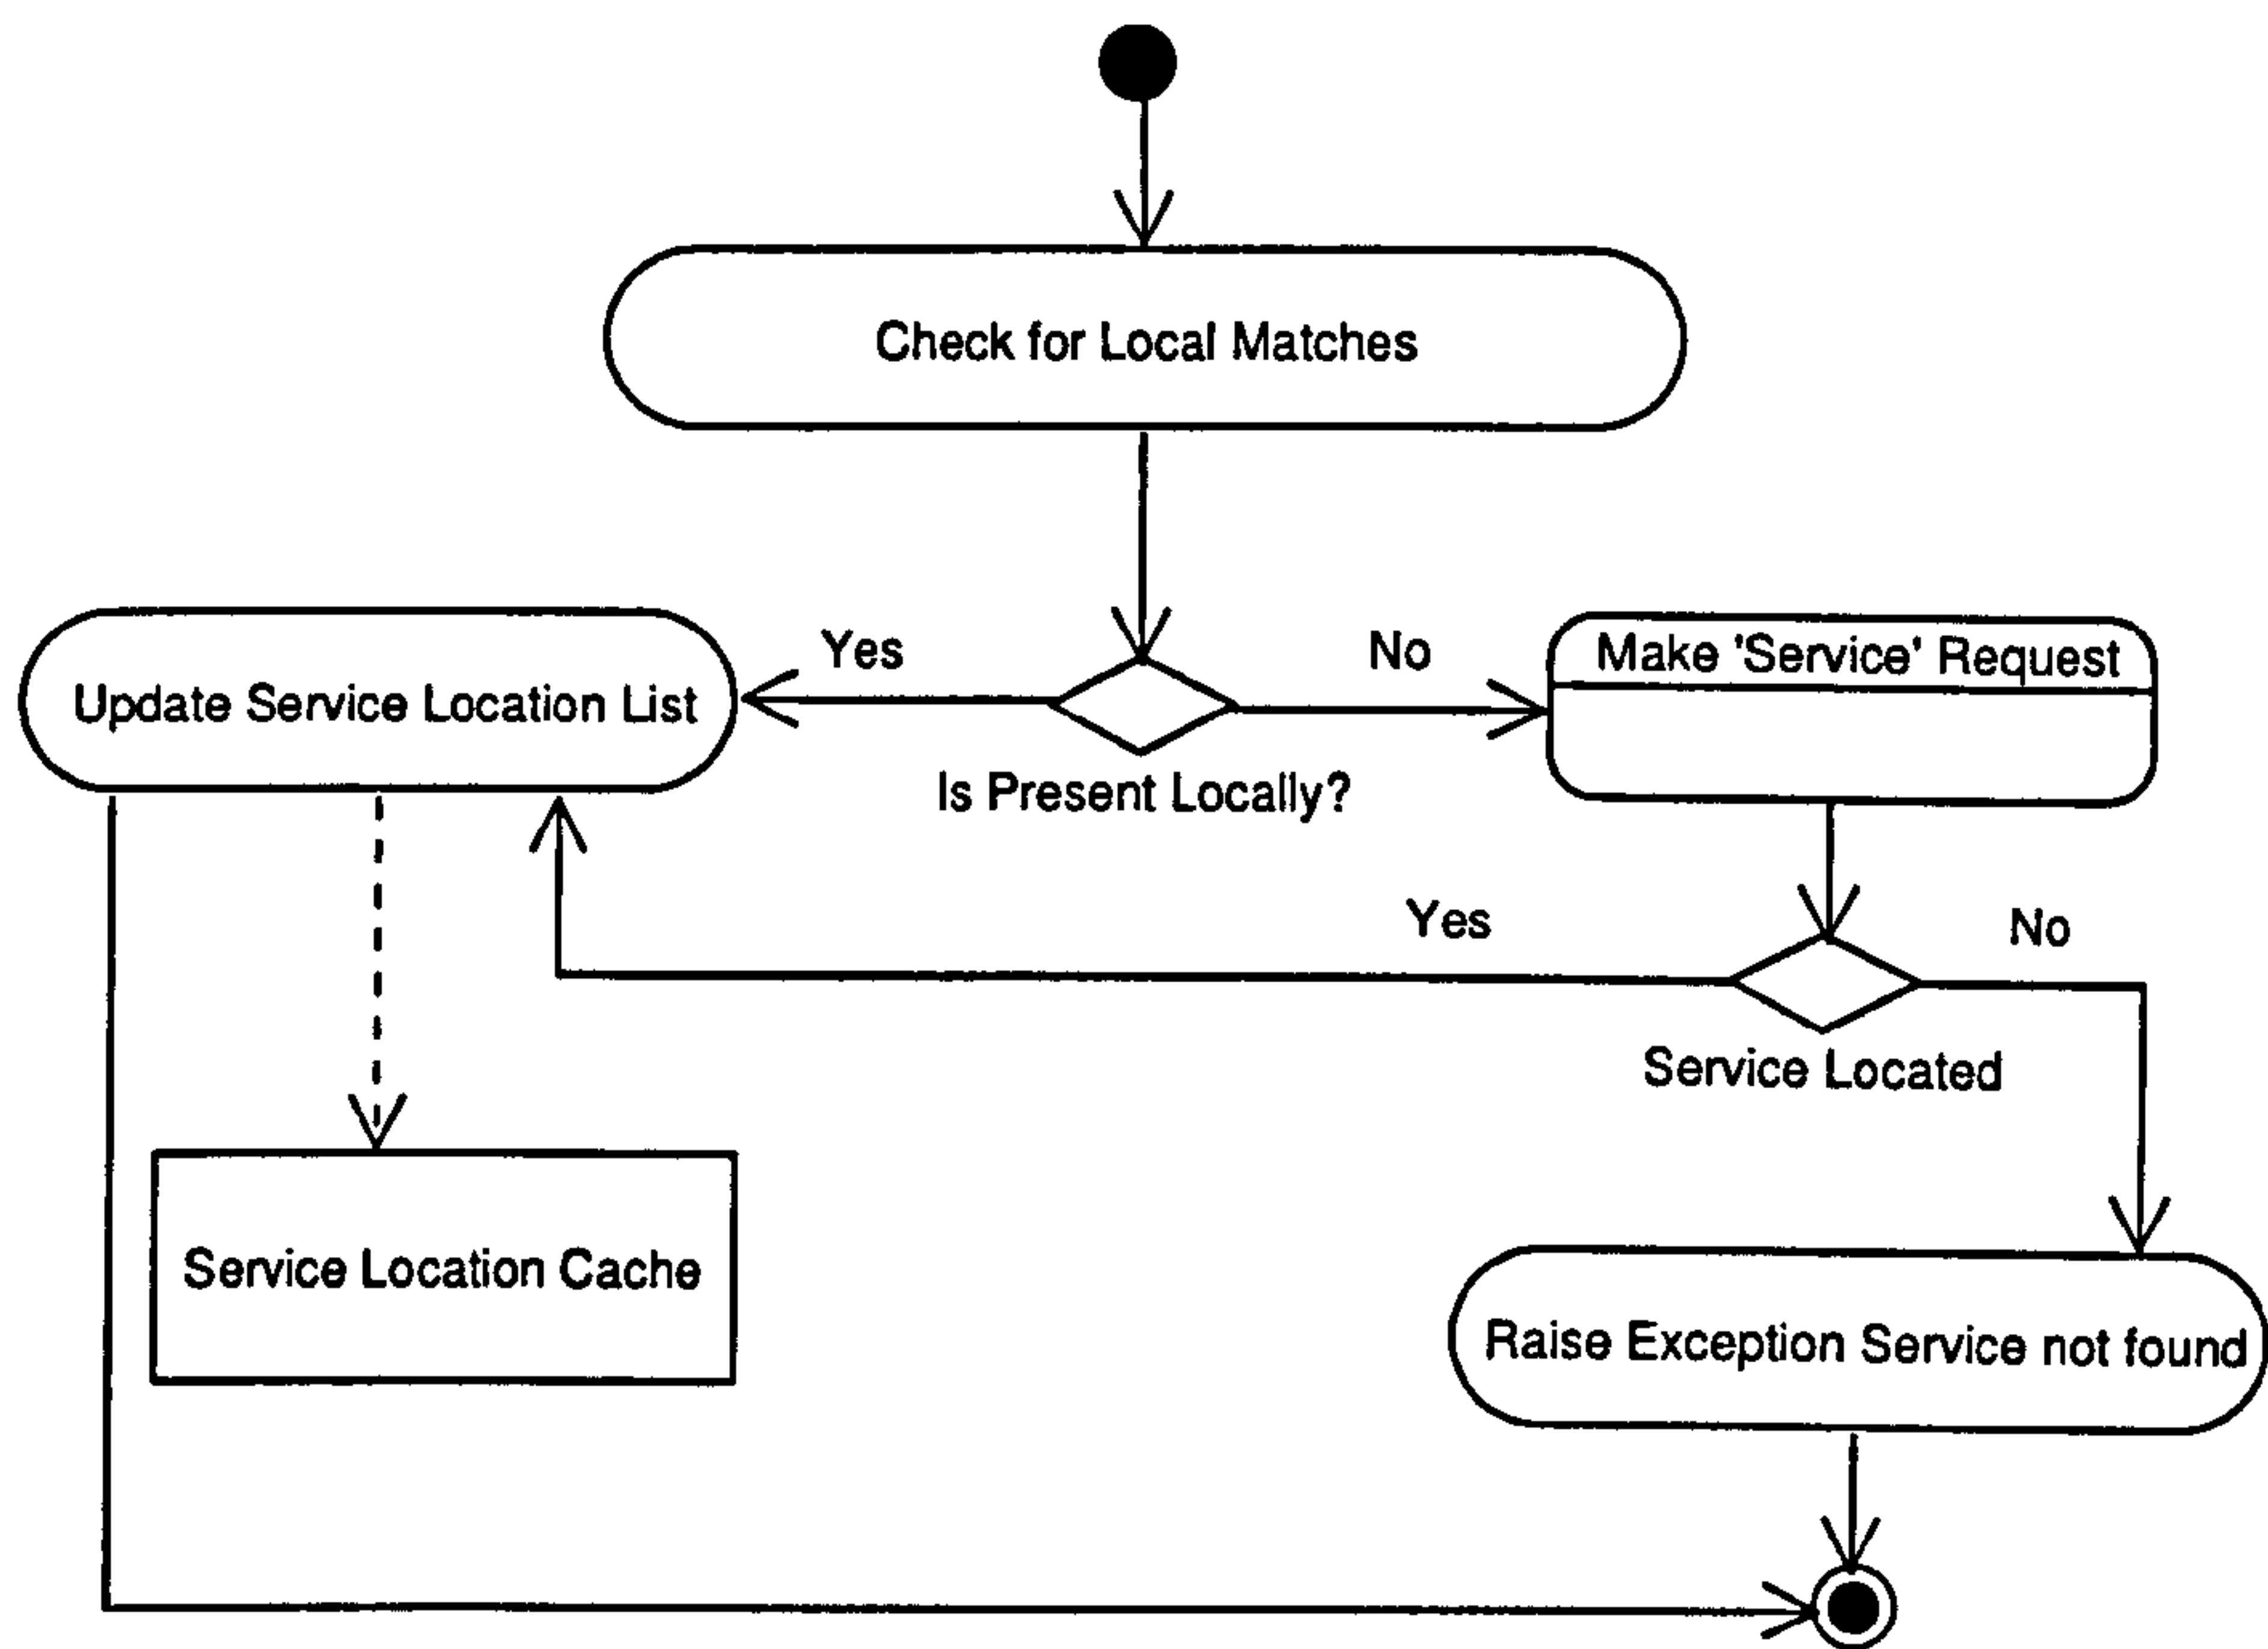 Check for Local Matches
Yes
No
Make 'Service' Request
Update Service Location List
Is Present Locally?
Yes
No
Service Located
Service Location Cache
Raise Exception Service not found